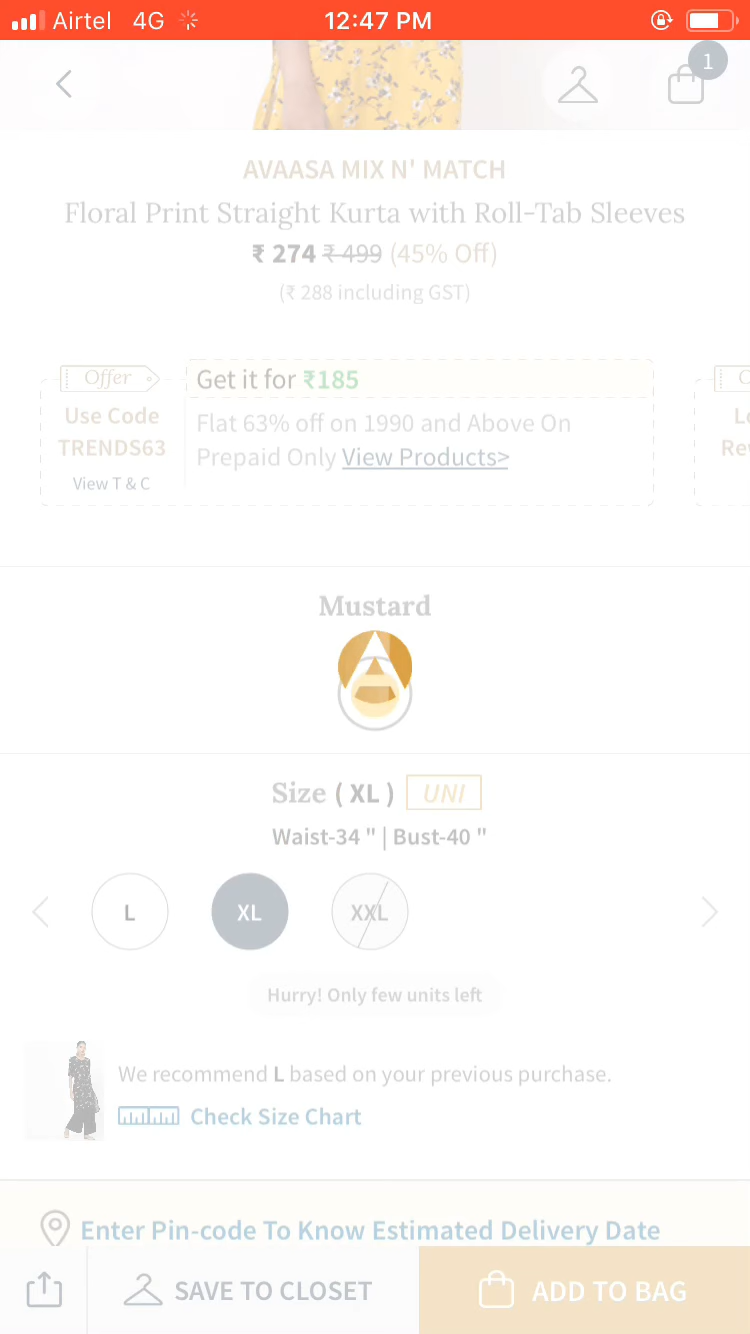 Airtel 4G 12:47 PM
1
AVAASA MIX N' MATCH
Floral Print Straight Kurta with Roll-Tab Sleeves
₹ 274 ₹ 499 (45% Off)
(₹ 288 including GST)
Offer
Get it for ₹185
Use Code
TRENDS63
View T & C
Flat 63% off on 1990 and Above On
Prepaid Only View Products>
Mustard
Size ( XL ) UNI
Waist-34 " | Bust-40 "
L XL XXL
Hurry! Only few units left
We recommend L based on your previous purchase.
Check Size Chart
Enter Pin-code To Know Estimated Delivery Date
SAVE TO CLOSET ADD TO BAG